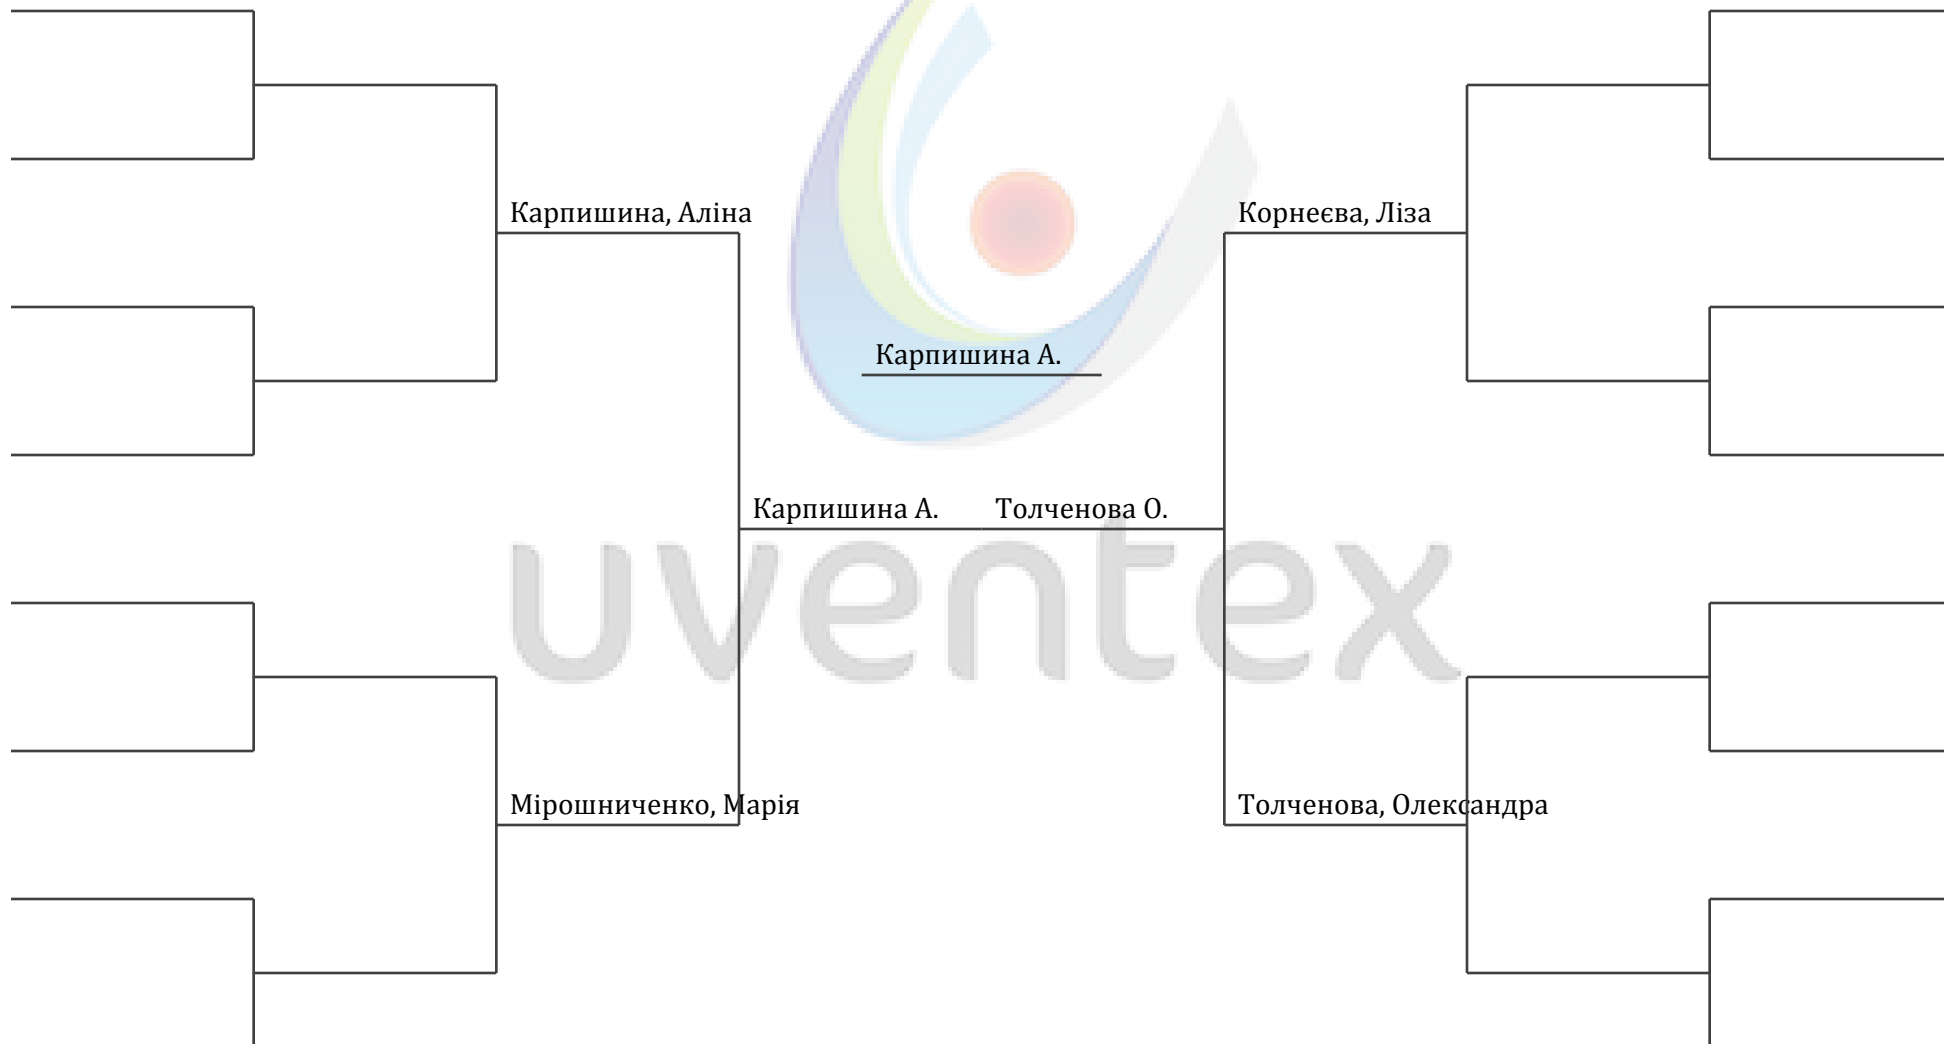 Карпишина, Аліна
Корнеєва, Ліза
Карпишина А.
Карпишина А.
Толченова О.
uventex
Мірошниченко, Марія
Толченова, Олександра